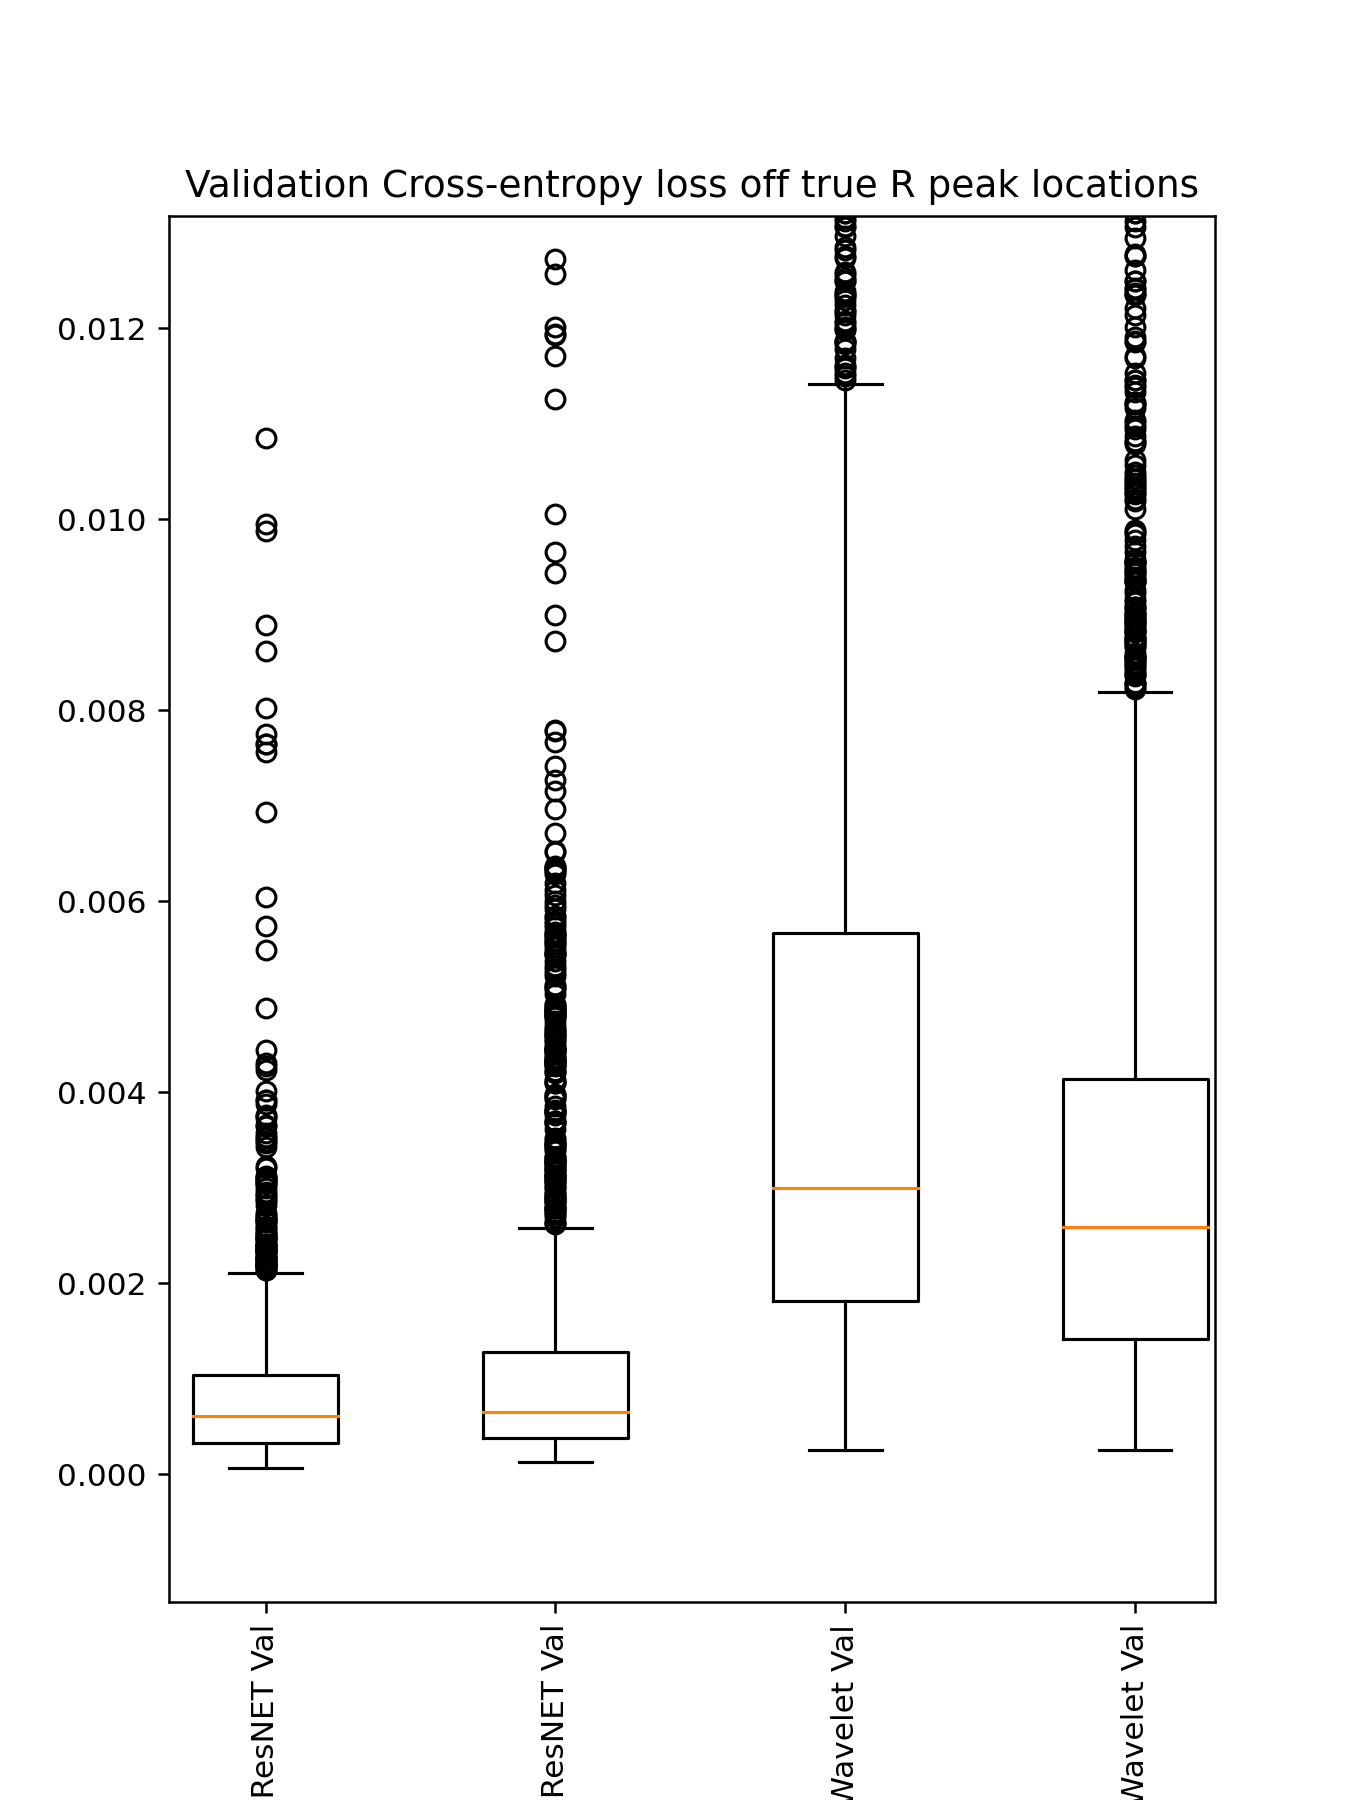 Validation Cross-entropy loss off true R peak locations
0.012
0.010
0.008
0.006
0.004
0.002
0.000
ResNET Val
ResNET Val
Wavelet Val
Wavelet Val